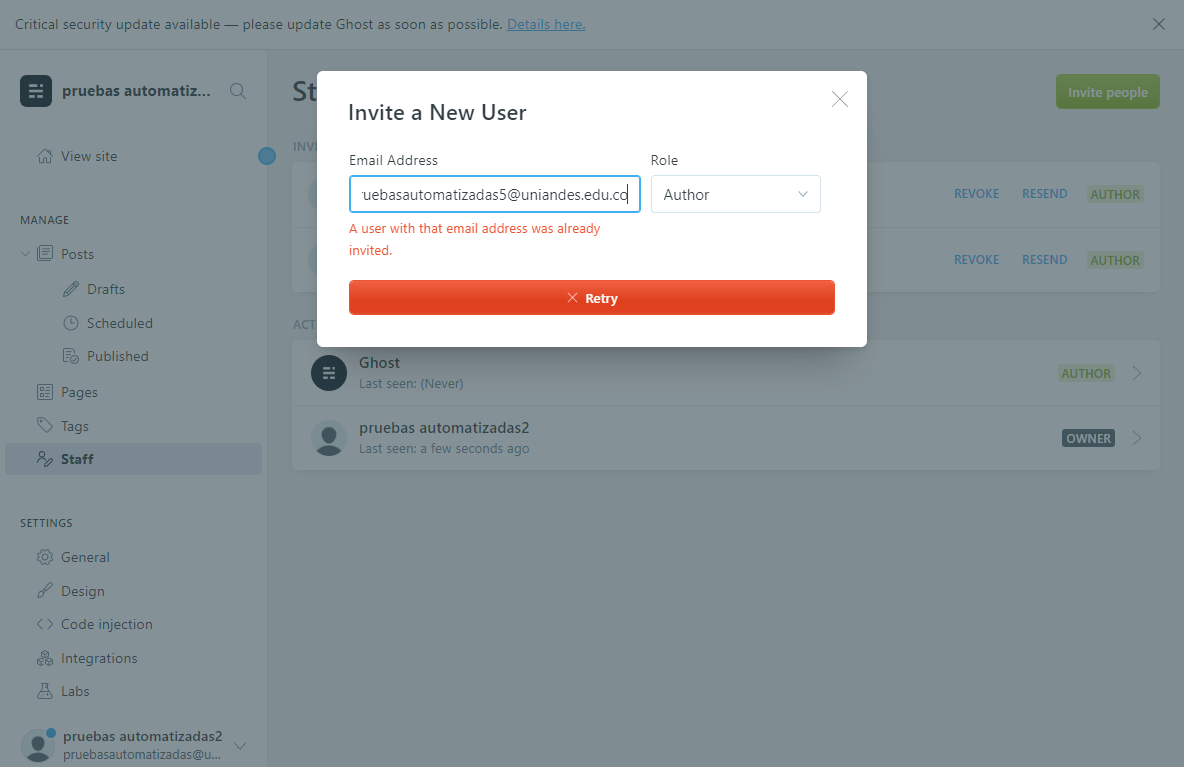 Critical security update available — please update Ghost as soon as possible. Details here.
pruebas automatiz...
View site
MANAGE
Posts
Drafts
Scheduled
Published
Pages
Tags
Staff
SETTINGS
General
Design
Code injection
Integrations
Labs
pruebas automatizadas2
pruebasautomatizadas@u...
St
Invite people
INVI
REVOKE RESEND AUTHOR
REVOKE RESEND AUTHOR
ACT
Ghost
Last seen: (Never)
AUTHOR
pruebas automatizadas2
Last seen: a few seconds ago
OWNER
Invite a New User
Email Address
Role
uebasautomatizadas5@uniandes.edu.co
Author
A user with that email address was already
invited.
Retry